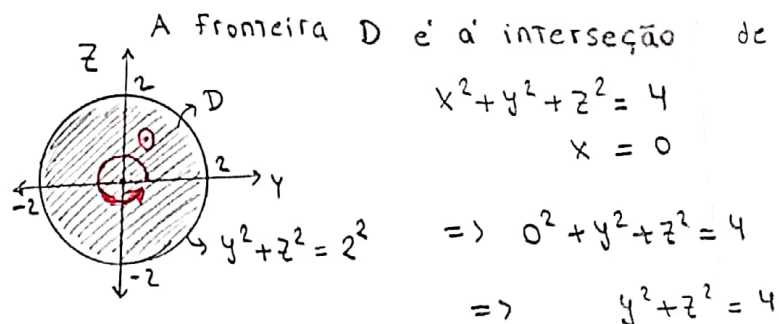 A fronteira D é a interseção de
x² + y² + z² = 4
x = 0
=> 0² + y² + z² = 4
=> y² + z² = 4
Z
2
D
θ
2
Y
-2
y² + z² = 2²
-2